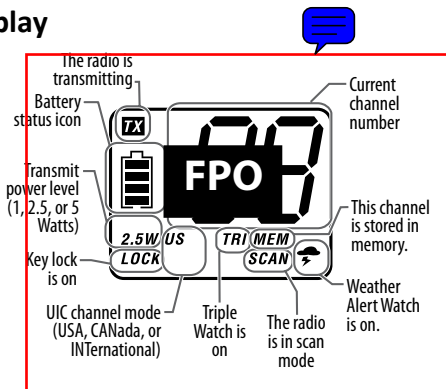 play
The radio is
transmitting
Battery
status icon
Current
channel
number
TX
FPO
Transmit
power level
(1, 2.5, or 5
Watts)
This channel
is stored in
memory.
2.5W US TRI MEM
LOCK SCAN
Key lock
is on
UIC channel mode
(USA, CANada, or
INternational)
Triple
Watch is
on
The radio
is in scan
mode
Weather
Alert Watch
is on.